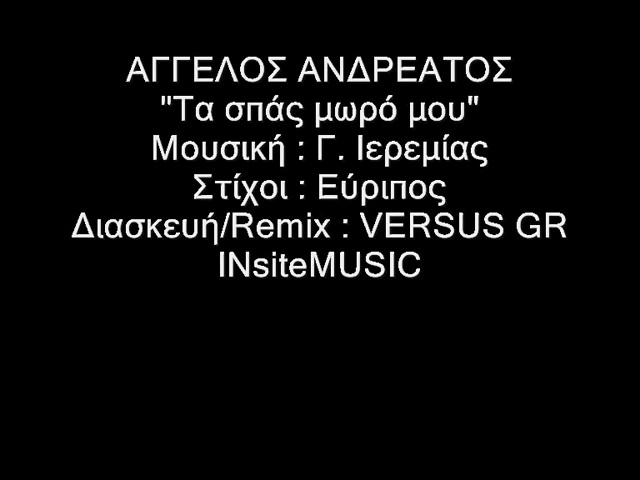 ΑΓΓΕΛΟΣ ΑΝΔΡΕΑΤΟΣ
"Τα σπάς μωρό μου"
Μουσική : Γ. Ιερεμίας
Στίχοι : Εύριπος
Διασκευή/Remix : VERSUS GR
INsiteMUSIC